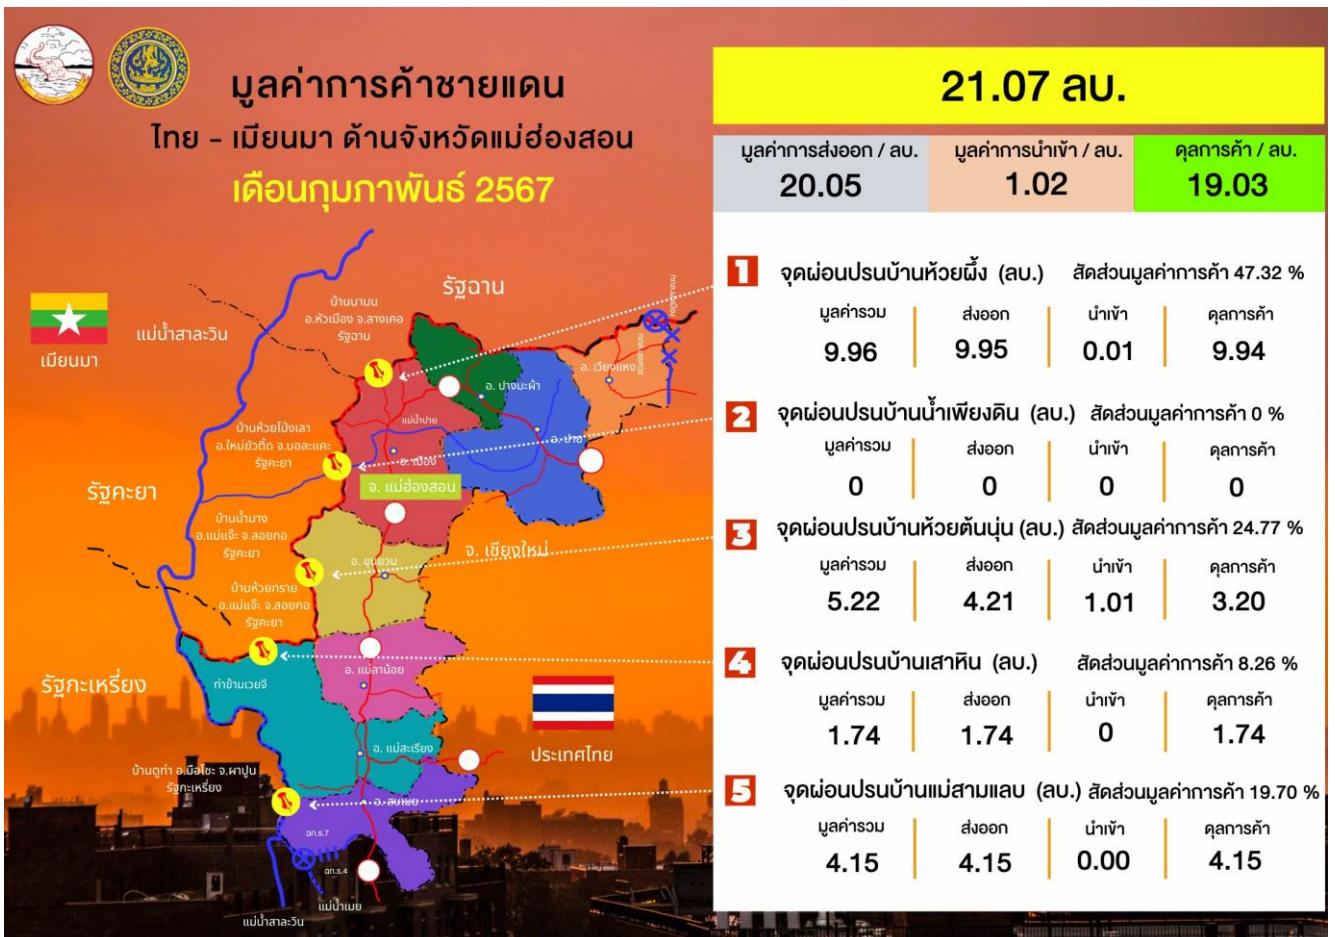 มูลค่าการค้าชายแดน
ไทย - เมียนมา ด้านจังหวัดแม่ฮ่องสอน
เดือนกุมภาพันธ์ 2567
21.07 ลบ.
มูลค่าการส่งออก / ลบ.
20.05
มูลค่าการนำเข้า / ลบ.
1.02
ดุลการค้า / ลบ.
19.03
1 จุดผ่อนปรนบ้านห้วยผึ้ง (ลบ.) สัดส่วนมูลค่าการค้า 47.32 %
มูลค่ารวม ส่งออก นำเข้า ดุลการค้า
9.96 9.95 0.01 9.94
2 จุดผ่อนปรนบ้านน้ำเพียงดิน (ลบ.) สัดส่วนมูลค่าการค้า 0 %
มูลค่ารวม ส่งออก นำเข้า ดุลการค้า
0 0 0 0
3 จุดผ่อนปรนบ้านห้วยต้นนุ่น (ลบ.) สัดส่วนมูลค่าการค้า 24.77 %
มูลค่ารวม ส่งออก นำเข้า ดุลการค้า
5.22 4.21 1.01 3.20
4 จุดผ่อนปรนบ้านเสาหิน (ลบ.) สัดส่วนมูลค่าการค้า 8.26 %
มูลค่ารวม ส่งออก นำเข้า ดุลการค้า
1.74 1.74 0 1.74
5 จุดผ่อนปรนบ้านแม่สามแลบ (ลบ.) สัดส่วนมูลค่าการค้า 19.70 %
มูลค่ารวม ส่งออก นำเข้า ดุลการค้า
4.15 4.15 0.00 4.15
เมียนมา
แม่น้ำสาละวิน
รัฐฉาน
บ้านนามน
อ.หัวเมือง จ.ลางเคอ
รัฐฉาน
อ. ปางมะผ้า
อ. เวียงแหง
แม่น้ำปาย
อ. ปาย
บ้านห้วยโป่งเลา
อ.ใหม่ยัวตี้ด จ.บอละแคะ
รัฐคะยา
อ. เมือง
จ. แม่ฮ่องสอน
รัฐคะยา
บ้านน้ำมาง
อ.แม่แจ๊ะ จ.ลอยกอ
รัฐคะยา
จ. เชียงใหม่
อ. ขุนยวม
บ้านห้วยทราย
อ.แม่แจ๊ะ จ.ลอยกอ
รัฐคะยา
รัฐกะเหรี่ยง
ท่าข้ามเวยจี
อ. แม่ลาน้อย
ประเทศไทย
อ. แม่สะเรียง
บ้านตูท่า อ.มือโซะ จ.ผาปูน
รัฐกะเหรี่ยง
อ. สบเมย
ฉก.ร.7
ฉก.ร.4
แม่น้ำเมย
แม่น้ำสาละวิน